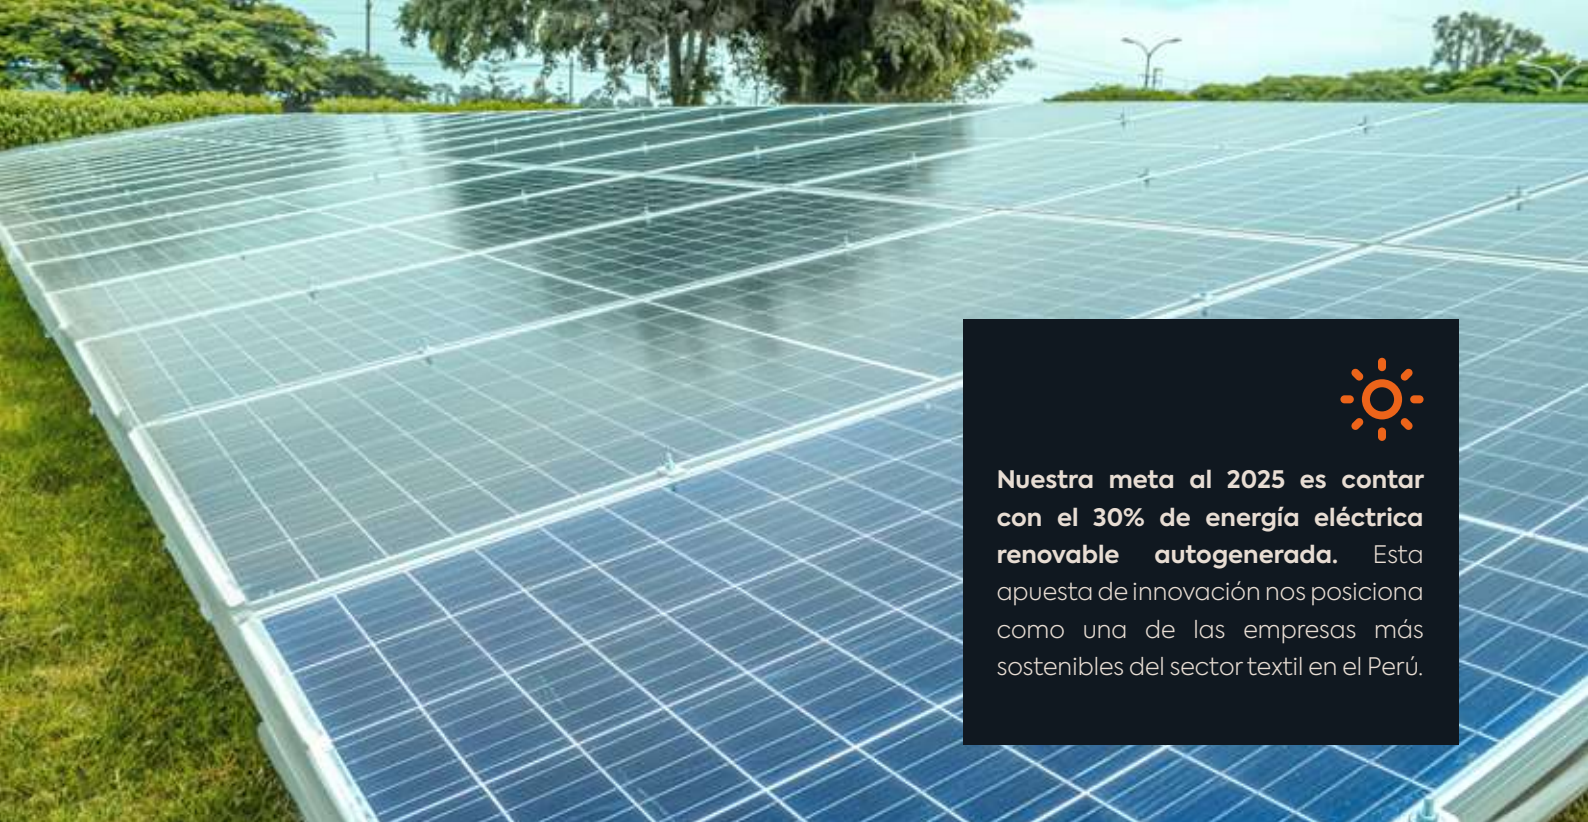 Nuestra meta al 2025 es contar
con el 30% de energía eléctrica
renovable autogenerada. Esta
apuesta de innovación nos posiciona
como una de las empresas más
sostenibles del sector textil en el Perú.